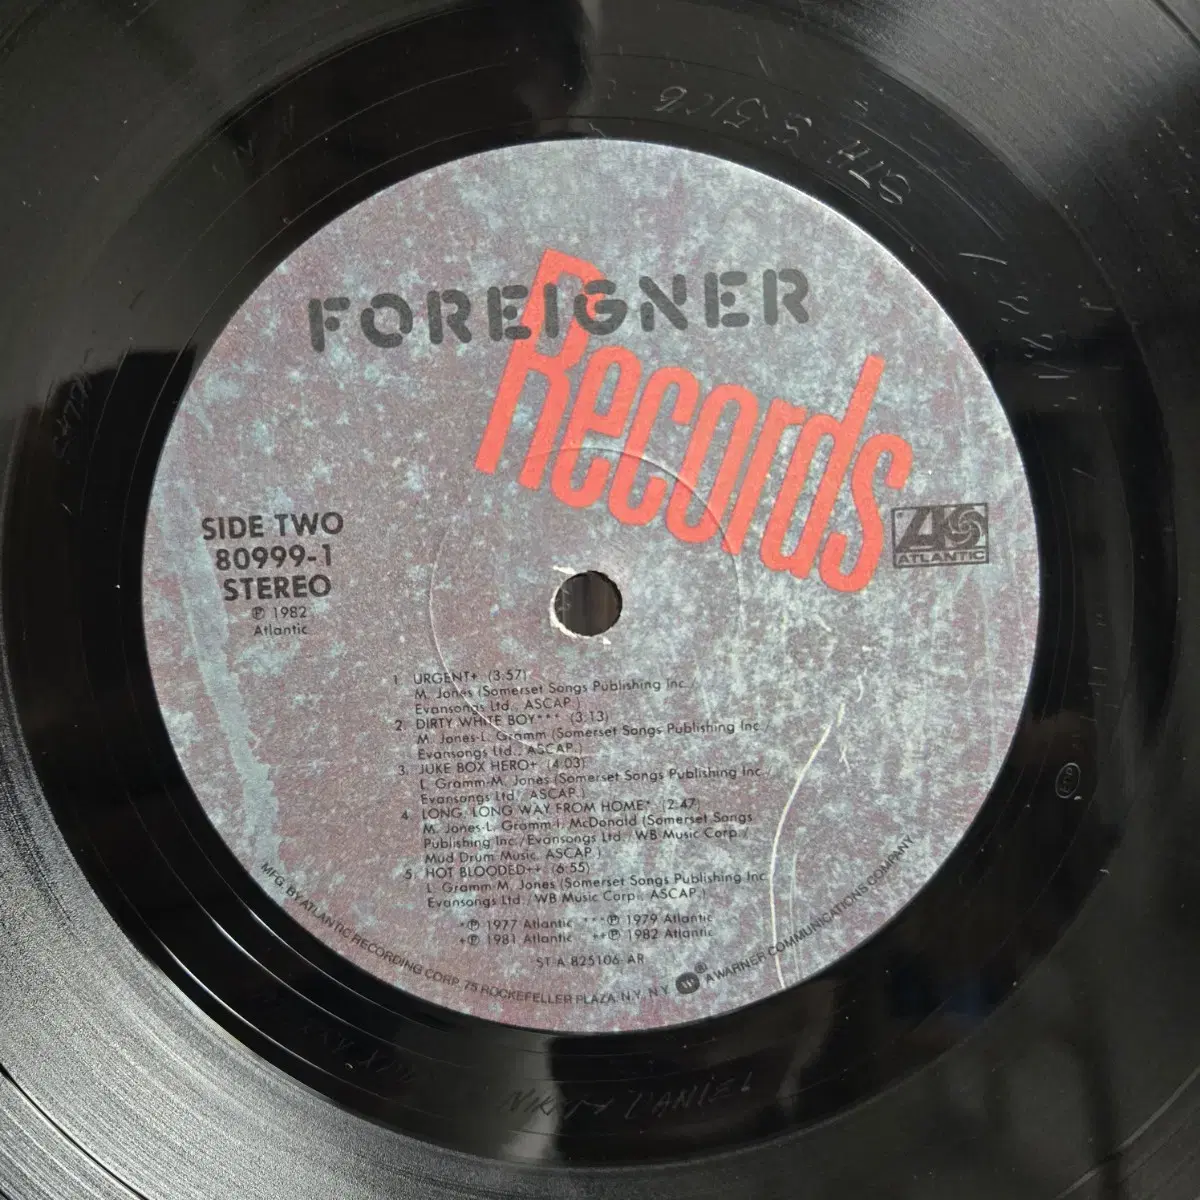 FOREIGNER
Records
SIDE TWO
80999-1
STEREO
℗ 1982
Atlantic
ATLANTIC
1. URGENT+ (3:57)
M. Jones (Somerset Songs Publishing Inc./
Evansongs Ltd., ASCAP.)
2. DIRTY WHITE BOY*** (3:13)
M. Jones-L. Gramm (Somerset Songs Publishing Inc./
Evansongs Ltd., ASCAP.)
3. JUKE BOX HERO+ (4:03)
L. Gramm-M. Jones (Somerset Songs Publishing Inc./
Evansongs Ltd., ASCAP.)
4. LONG, LONG WAY FROM HOME* (2:47)
M. Jones-L. Gramm-I. McDonald (Somerset Songs
Publishing Inc./Evansongs Ltd./WB Music Corp./
Mud Drum Music, ASCAP.)
5. HOT BLOODED++ (6:55)
L. Gramm-M. Jones (Somerset Songs Publishing Inc./
Evansongs Ltd./WB Music Corp., ASCAP.)
*℗ 1977 Atlantic ***℗ 1979 Atlantic
+℗ 1981 Atlantic ++℗ 1982 Atlantic
ST-A-825106-AR
MFG. BY ATLANTIC RECORDING CORP., 75 ROCKEFELLER PLAZA, N.Y., N.Y. ® A WARNER COMMUNICATIONS COMPANY
DANIEL